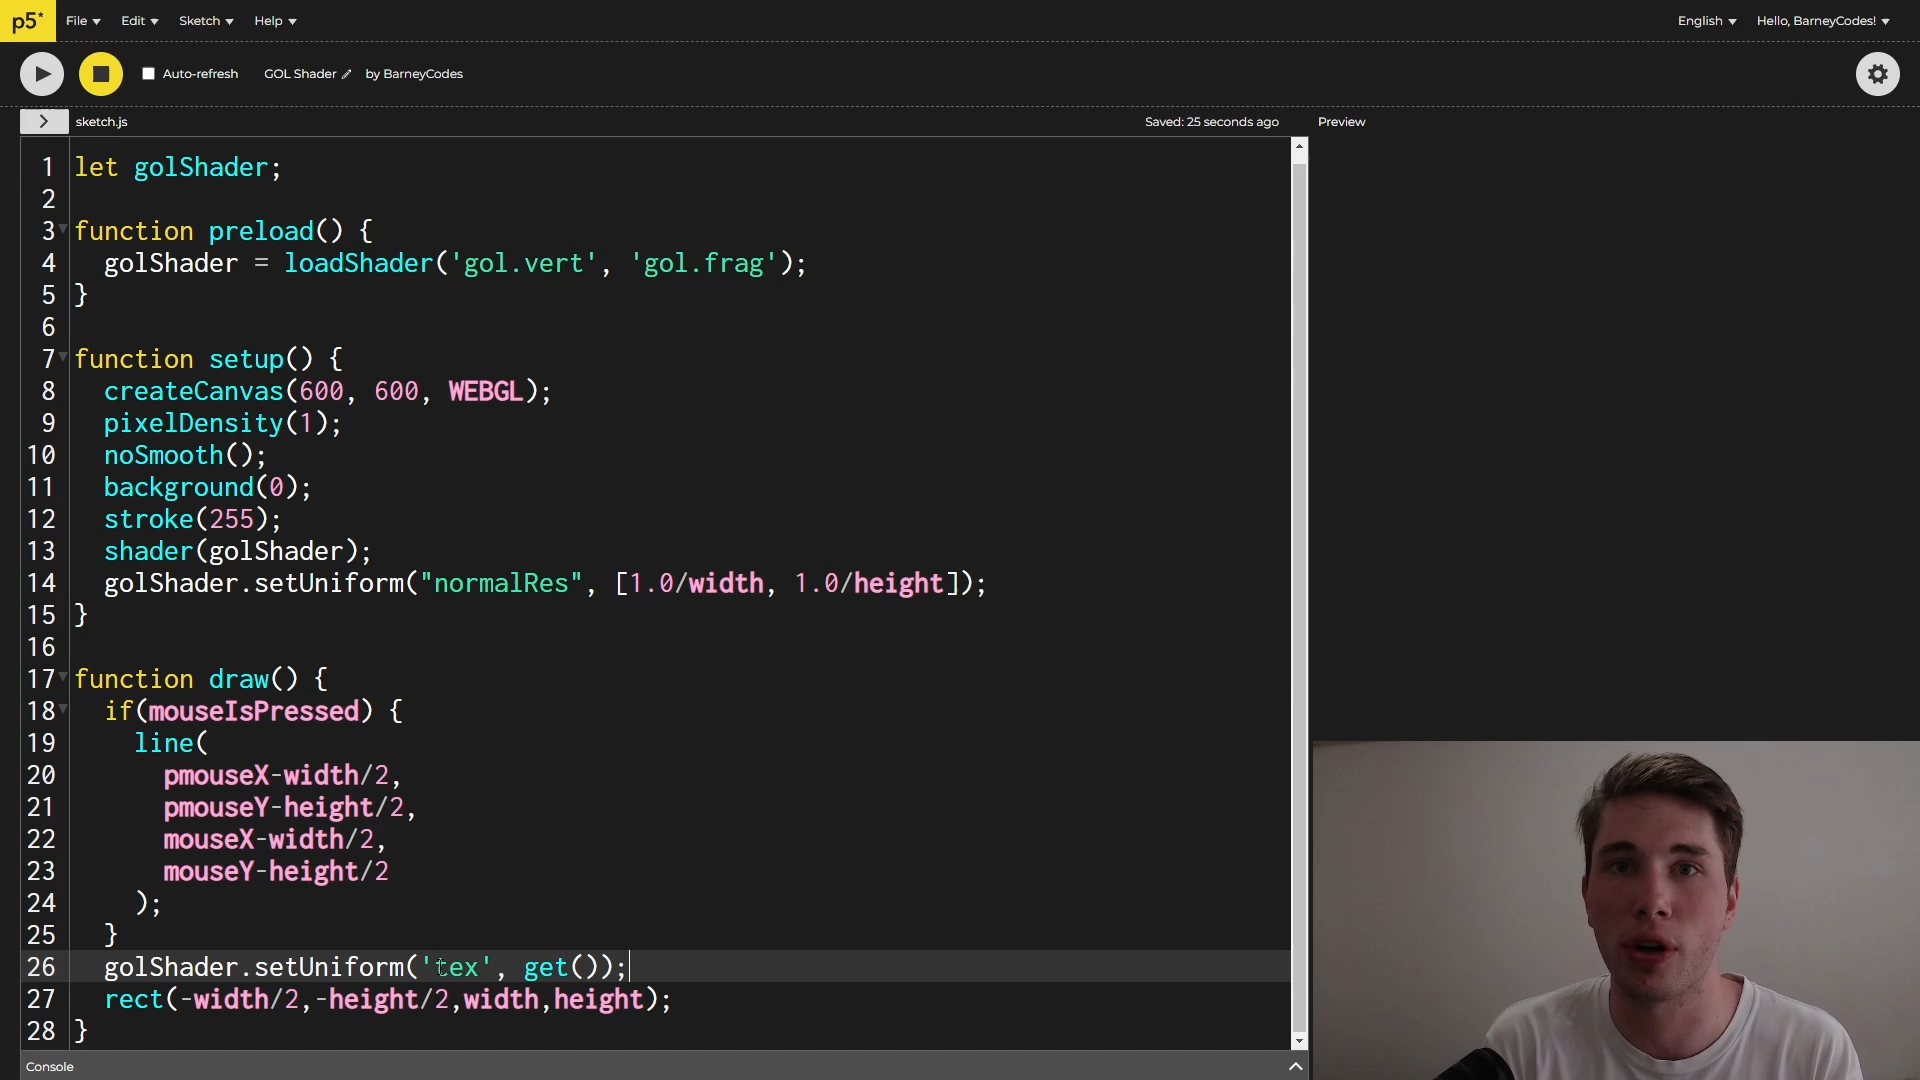 p5* File Edit Sketch Help English Hello, BarneyCodes!
Auto-refresh GOL Shader by BarneyCodes
> sketch.js Saved: 25 seconds ago Preview
1 let golShader;
2
3 function preload() {
4 golShader = loadShader('gol.vert', 'gol.frag');
5 }
6
7 function setup() {
8 createCanvas(600, 600, WEBGL);
9 pixelDensity(1);
10 noSmooth();
11 background(0);
12 stroke(255);
13 shader(golShader);
14 golShader.setUniform("normalRes", [1.0/width, 1.0/height]);
15 }
16
17 function draw() {
18 if(mouseIsPressed) {
19 line(
20 pmouseX-width/2,
21 pmouseY-height/2,
22 mouseX-width/2,
23 mouseY-height/2
24 );
25 }
26 golShader.setUniform('tex', get());
27 rect(-width/2,-height/2,width,height);
28 }
Console